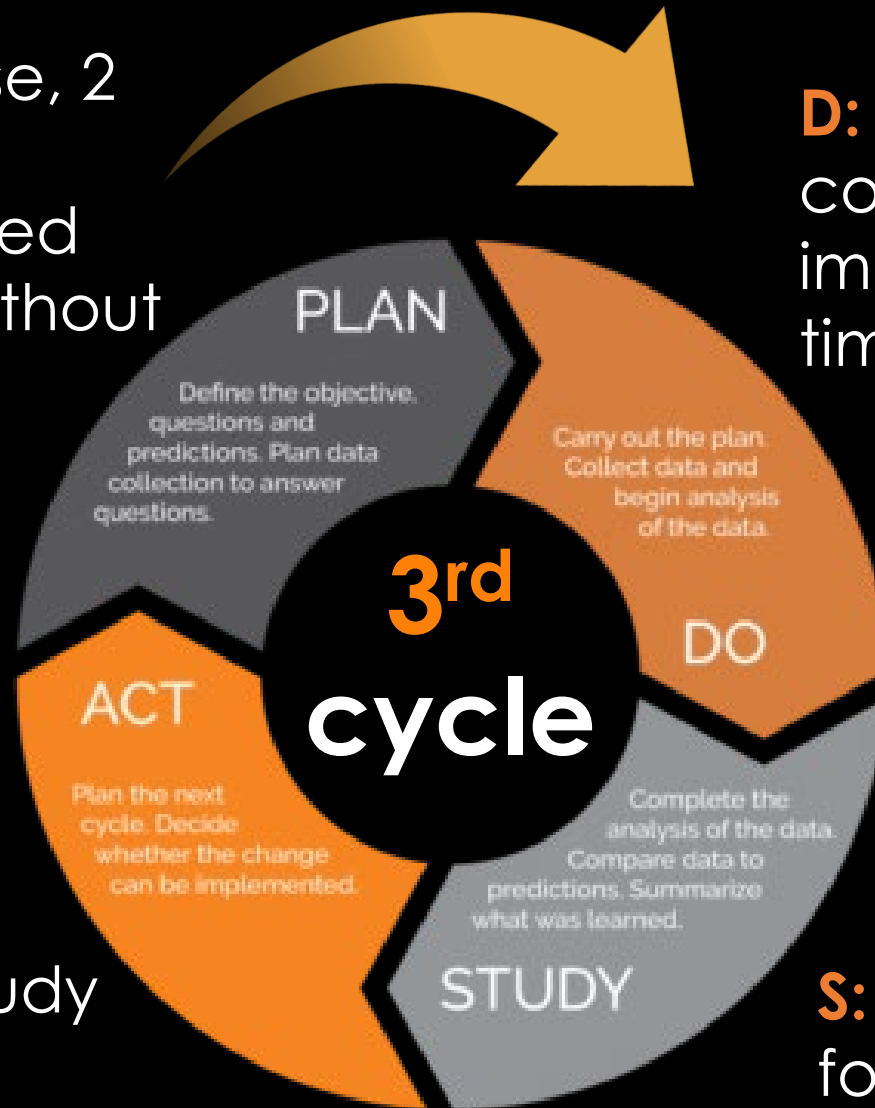 se, 2
ed
thout
D:
co
im
tim
PLAN
Define the objective,
questions and
predictions. Plan data
collection to answer
questions.
Carry out the plan.
Collect data and
begin analysis
of the data.
DO
3rd
cycle
ACT
Plan the next
cycle. Decide
whether the change
can be implemented.
Complete the
analysis of the data.
Compare data to
predictions. Summarize
what was learned.
STUDY
udy
S:
fo